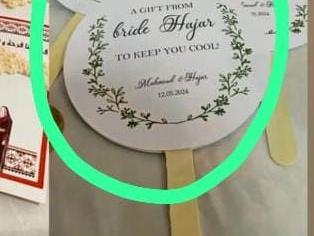 A GIFT FROM
bride Hajar
TO KEEP YOU COOL!
Mahmoud & Hajar
12.05.2024